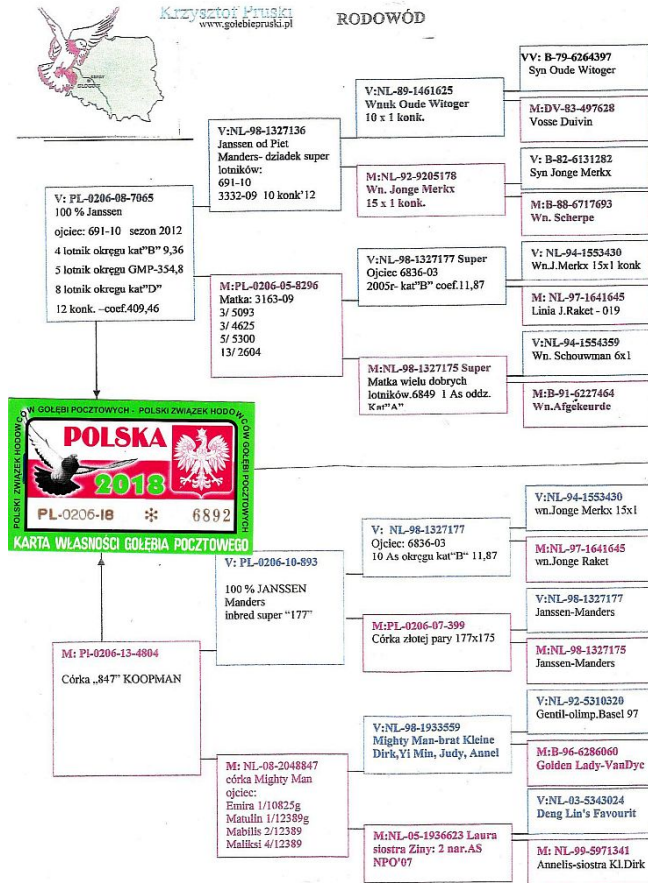 Krzysztof Pruski
www.golebiepruski.pl
RODOWÓD
VV: B-79-6264397
Syn Oude Witoger
V:NL-89-1461625
Wnuk Oude Witoger
10 x 1 konk.
M:DV-83-497628
Vosse Duivin
V:NL-98-1327136
Janssen od Piet
Manders- dziadek super
lotników:
691-10
3332-09 10 konk'12
V: B-82-6131282
Syn Jonge Merkx
M:NL-92-9205178
Wn. Jonge Merkx
15 x 1 konk.
M:B-88-6717693
Wn. Scherpe
V: PL-0206-08-7065
100 % Janssen
ojciec: 691-10 sezon 2012
4 lotnik okręgu kat"B" 9,36
5 lotnik okręgu GMP-354,8
8 lotnik okręgu kat"D"
12 konk. –coef.409,46
V: NL-94-1553430
Wn.J.Merkx 15x1 konk
V:NL-98-1327177 Super
Ojciec 6836-03
2005r- kat"B" coef.11,87
M: NL-97-1641645
Linia J.Raket - 019
M:PL-0206-05-8296
Matka: 3163-09
3/ 5093
3/ 4625
5/ 5300
13/ 2604
V:NL-94-1554359
Wn. Schouwman 6x1
M:NL-98-1327175 Super
Matka wielu dobrych
lotników.6849 1 As oddz.
Kat"A"
M:B-91-6227464
Wn.Afgekeurde
POLSKI ZWIĄZEK HODOWCÓW GOŁĘBI POCZTOWYCH - POLSKI ZWIĄZEK HODOWCÓW GOŁĘBI POCZTOWYCH
POLSKA
2018
PL-0206-18 * 6892
KARTA WŁASNOŚCI GOŁĘBIA POCZTOWEGO
V:NL-94-1553430
wn.Jonge Merkx 15x1
V: NL-98-1327177
Ojciec: 6836-03
10 As okręgu kat"B" 11,87
M:NL-97-1641645
wn.Jonge Raket
V: PL-0206-10-893
100 % JANSSEN
Manders
inbred super "177"
V:NL-98-1327177
Janssen-Manders
M:PL-0206-07-399
Córka złotej pary 177x175
M:NL-98-1327175
Janssen-Manders
M: Pl-0206-13-4804
Córka „847" KOOPMAN
V:NL-92-5310320
Gentil-olimp.Basel 97
V:NL-98-1933559
Mighty Man-brat Kleine
Dirk,Yi Min, Judy, Annel
M:B-96-6286060
Golden Lady-VanDyc
M: NL-08-2048847
córka Mighty Man
ojciec:
Emira 1/10825g
Matulin 1/12389g
Mabilis 2/12389
Maliksi 4/12389
V:NL-03-5343024
Deng Lin's Favourit
M:NL-05-1936623 Laura
siostra Ziny: 2 nar.AS
NPO'07
M: NL-99-5971341
Annelis-siostra Kl.Dirk